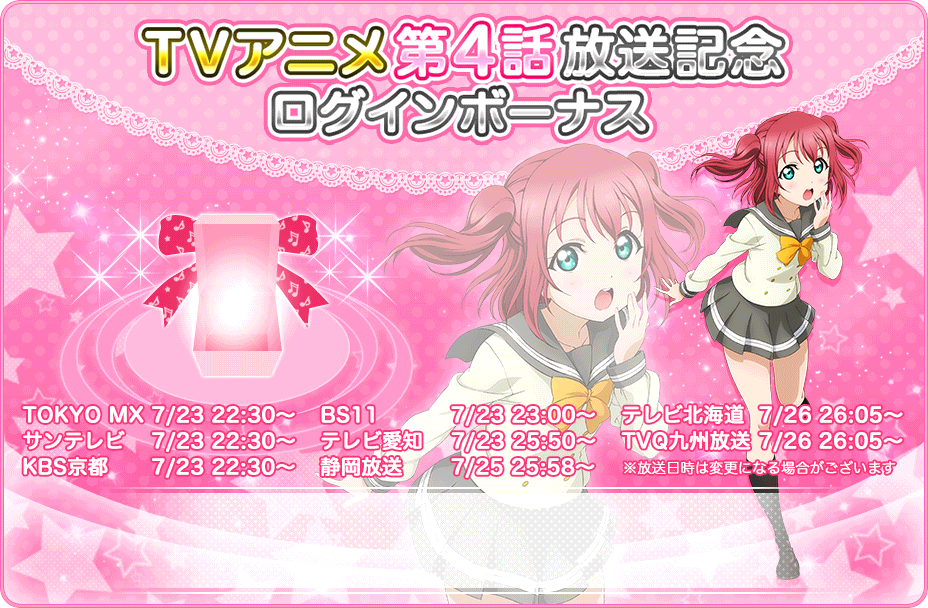 TVアニメ第4話放送記念
ログインボーナス
TOKYO MX 7/23 22:30〜 BS11 7/23 23:00〜 テレビ北海道 7/26 26:05〜
サンテレビ 7/23 22:30〜 テレビ愛知 7/23 25:50〜 TVQ九州放送 7/26 26:05〜
KBS京都 7/23 22:30〜 静岡放送 7/25 25:58〜 ※放送日時は変更になる場合がございます